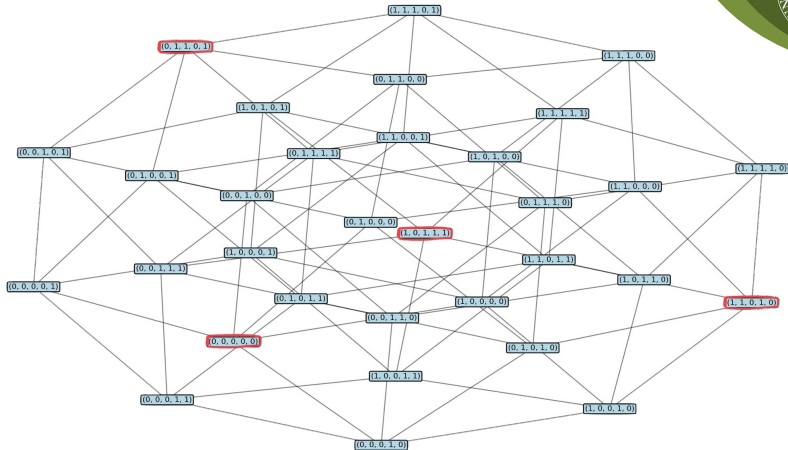 (1, 1, 1, 0, 1)
(0, 1, 1, 0, 1)
(1, 1, 1, 0, 0)
(0, 1, 1, 0, 0)
(1, 0, 1, 0, 1)
(1, 1, 1, 1, 1)
(1, 1, 0, 0, 1)
(0, 0, 1, 0, 1)
(0, 1, 1, 1, 1)
(1, 0, 1, 0, 0)
(1, 1, 1, 1, 0)
(0, 1, 0, 0, 1)
(1, 1, 0, 0, 0)
(0, 0, 1, 0, 0)
(0, 1, 1, 1, 0)
(0, 1, 0, 0, 0)
(1, 0, 1, 1, 1)
(1, 0, 0, 0, 1)
(1, 1, 0, 1, 1)
(0, 0, 1, 1, 1)
(1, 0, 1, 1, 0)
(0, 0, 0, 0, 1)
(0, 1, 0, 1, 1)
(1, 0, 0, 0, 0)
(1, 1, 0, 1, 0)
(0, 0, 1, 1, 0)
(0, 0, 0, 0, 0)
(0, 1, 0, 1, 0)
(1, 0, 0, 1, 1)
(0, 0, 0, 1, 1)
(1, 0, 0, 1, 0)
(0, 0, 0, 1, 0)